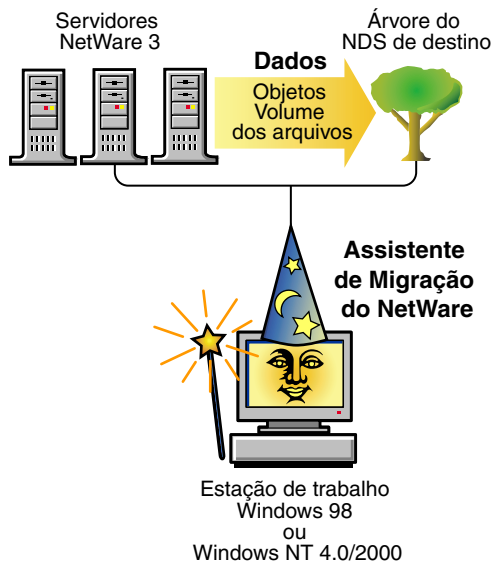 Servidores
NetWare 3
Árvore do
NDS de destino
Dados
Objetos
Volume
dos arquivos
Assistente
de Migração
do NetWare
Estação de trabalho
Windows 98
ou
Windows NT 4.0/2000